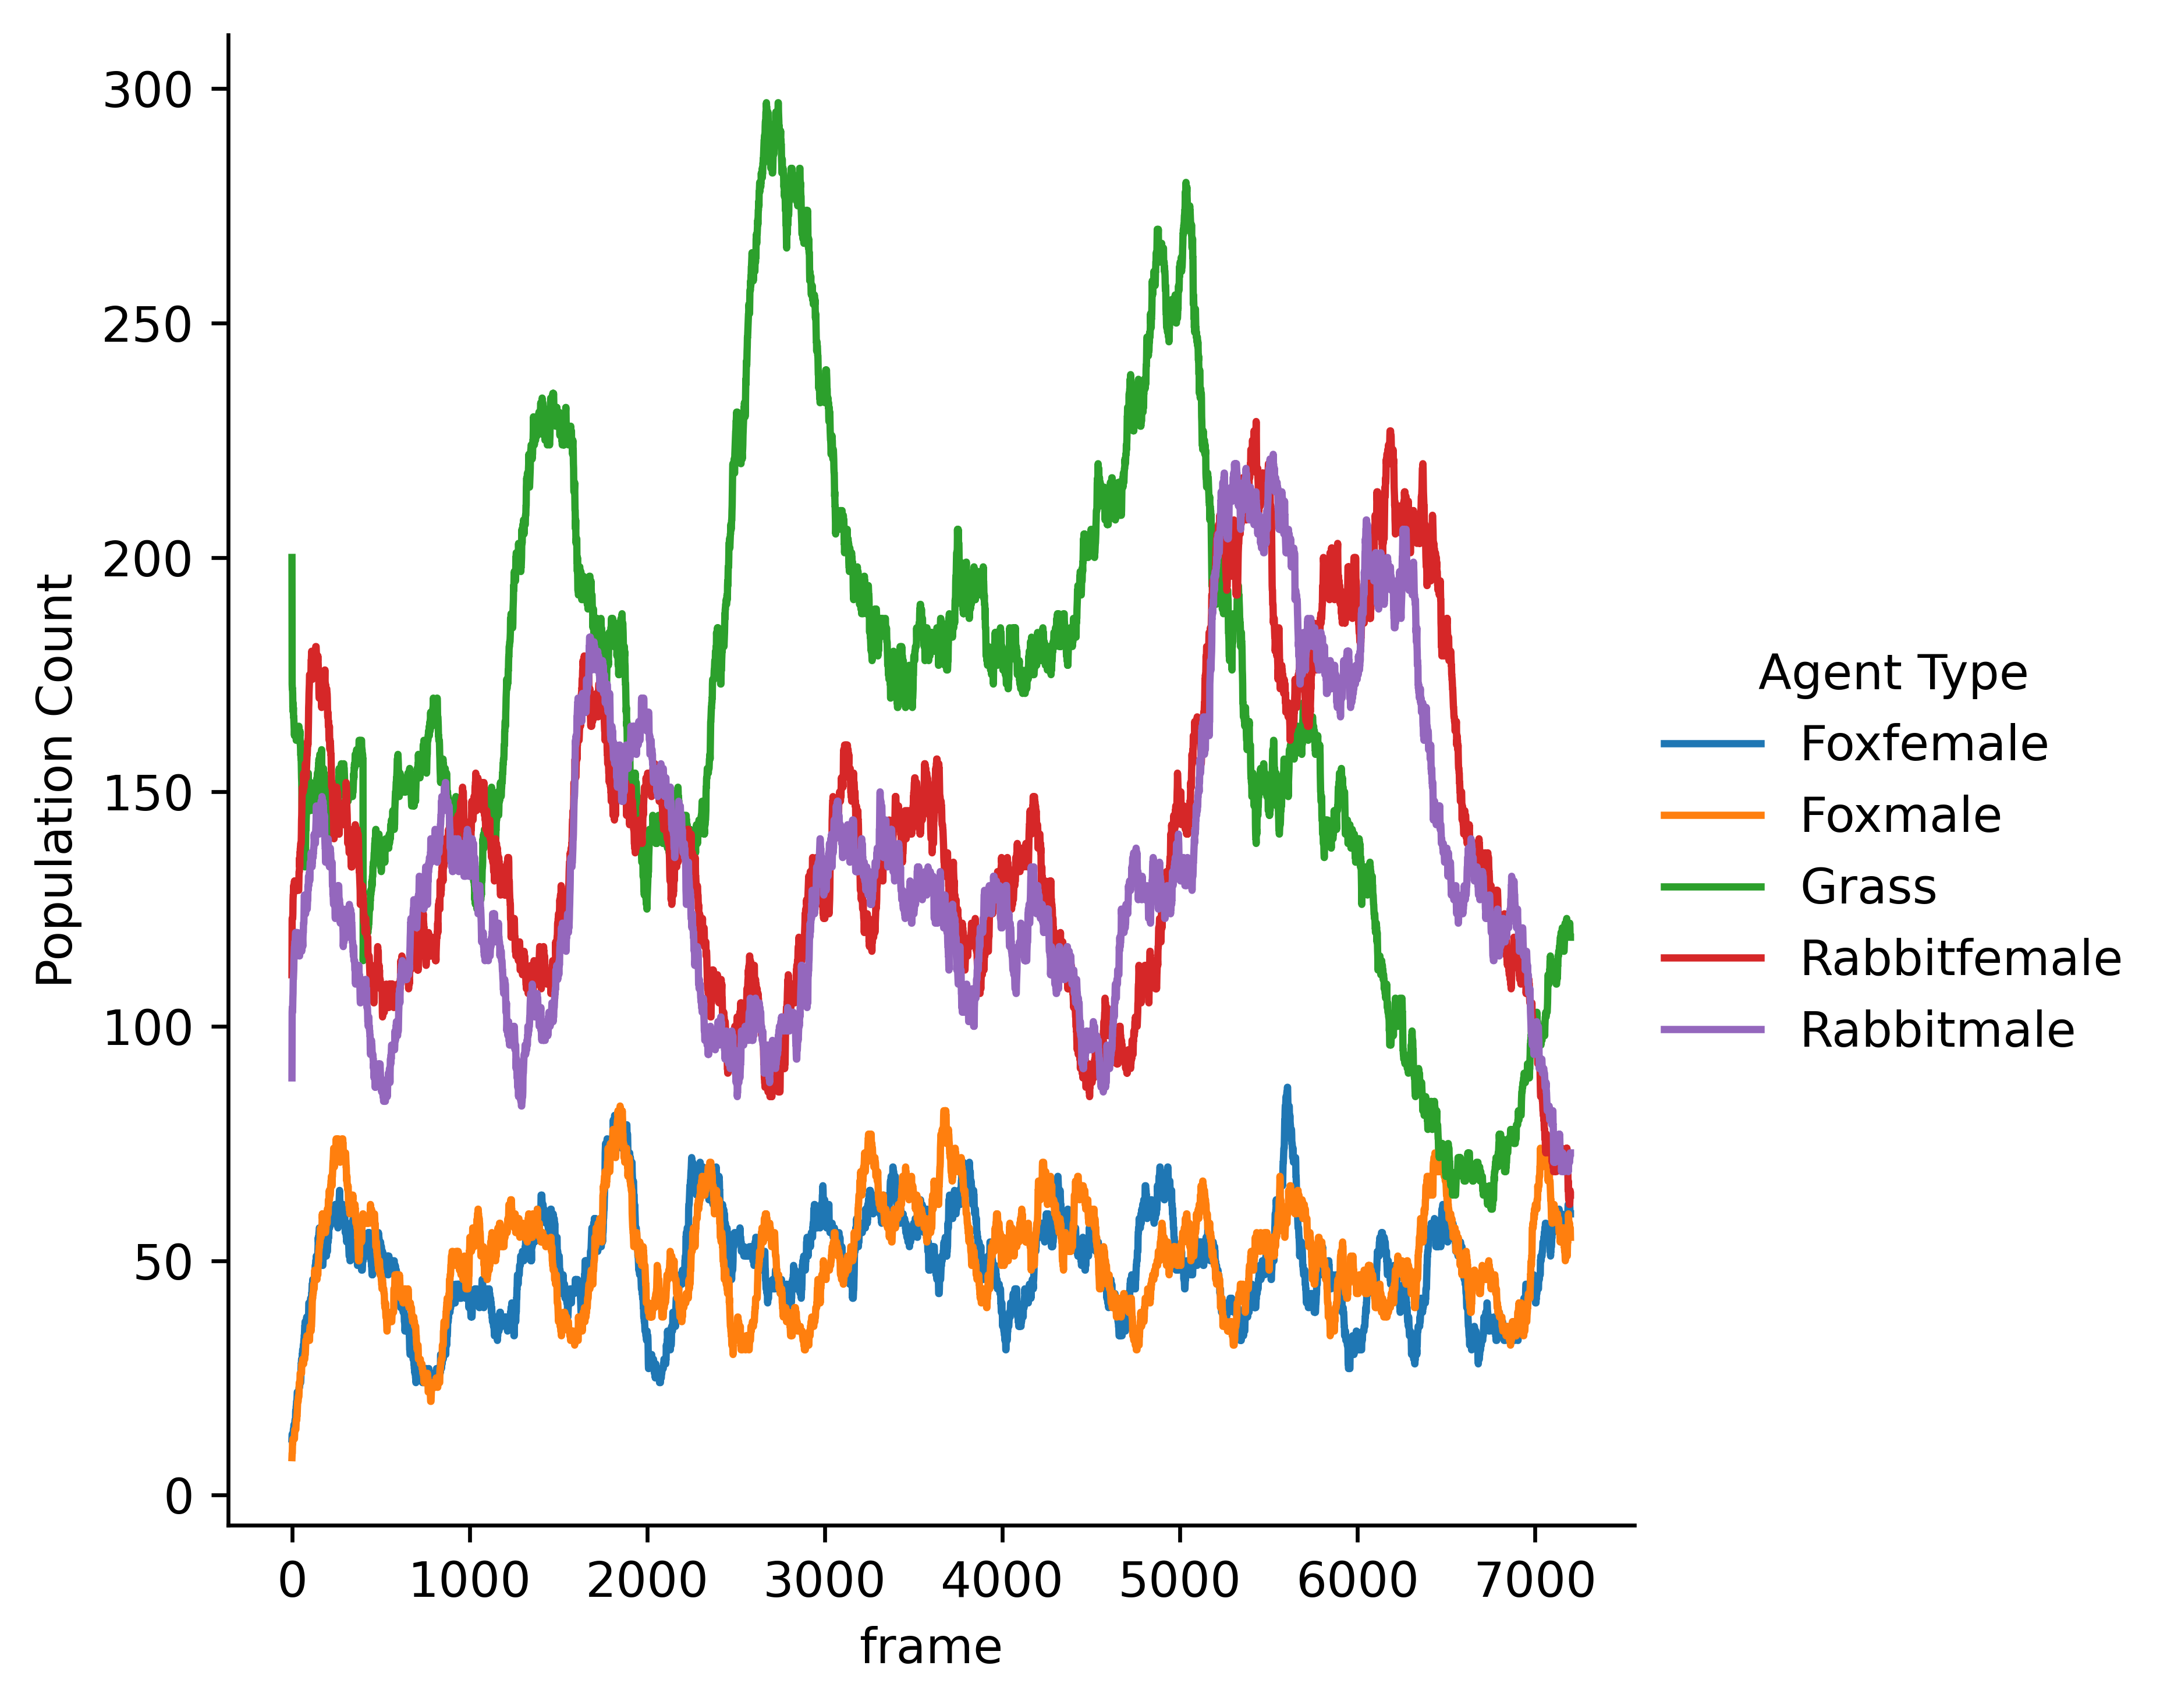 300
250
200
150
100
50
0
Population Count
0 1000 2000 3000 4000 5000 6000 7000
frame
Agent Type
Foxfemale
Foxmale
Grass
Rabbitfemale
Rabbitmale